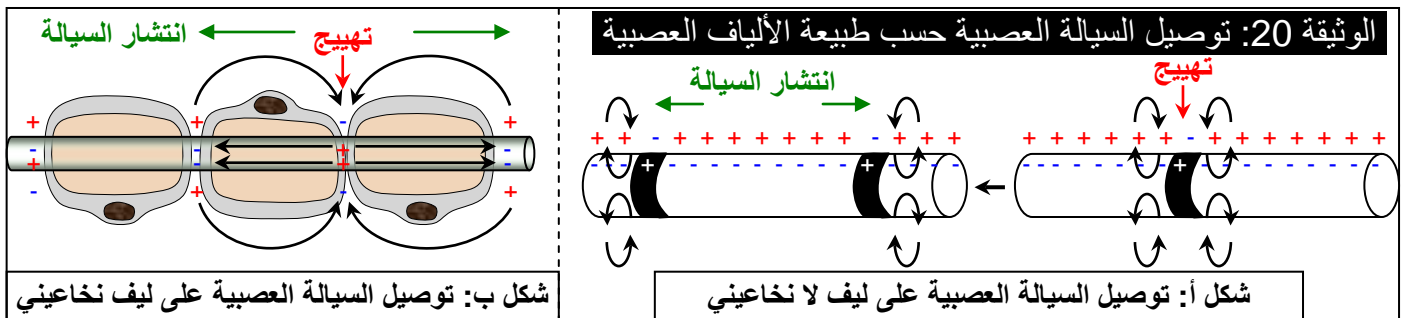 الوثيقة 20: توصيل السيالة العصبية حسب طبيعة الألياف العصبية
تهييج
انتشار السيالة
+ + + + + - + + + + + + +
- - - - - + - - - - - - -
+ + - + + + + + + + - + + +
- - + - - - - - - - + - - -
شكل أ: توصيل السيالة العصبية على ليف لا نخاعيني
انتشار السيالة
تهييج
+ + - +
- - + -
+ - + -
- + - +
شكل ب: توصيل السيالة العصبية على ليف نخاعيني